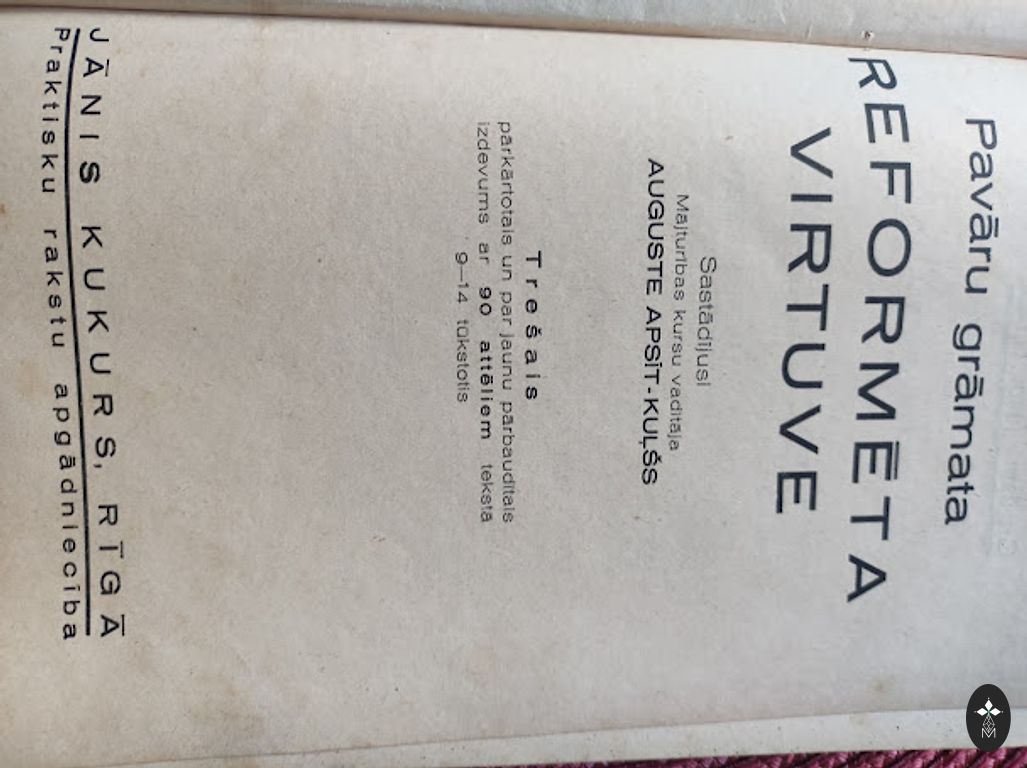 Pavāru grāmata
REFORMĒTA
VIRTUVE
Sastādījusi
Mājturības kursu vadītāja
AUGUSTE APSĪT-KUĻŠS
Trešais
pārkārtotais un par jaunu pārbaudītais
izdevums ar 90 attēliem tekstā
9—14 tūkstotis
JĀNIS KUKURS, RĪGĀ
Praktisku rakstu apgādniecība
M